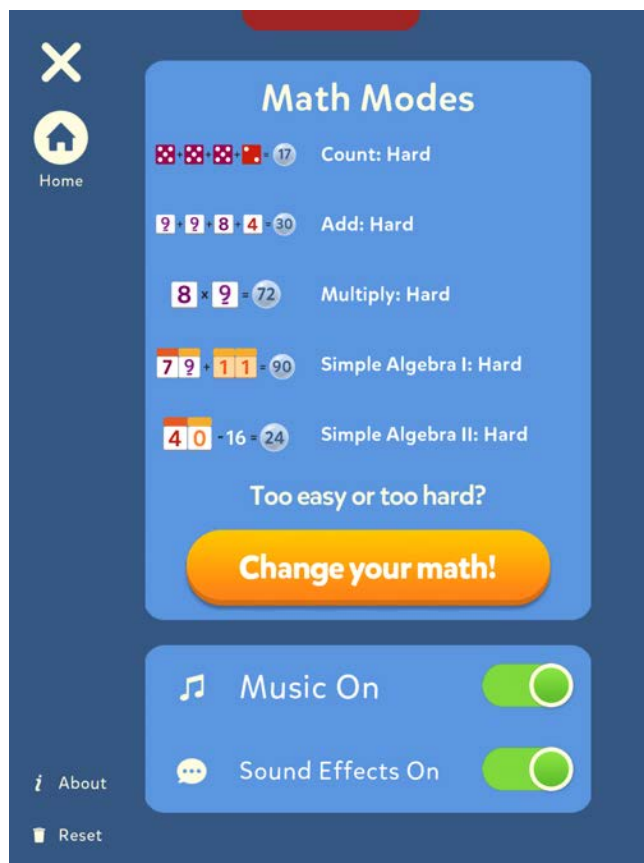 Math Modes
Home
+ + + = 17 Count: Hard
9 + 9 + 8 + 4 = 30 Add: Hard
8 x 9 = 72 Multiply: Hard
79 + 11 = 90 Simple Algebra I: Hard
40 - 16 = 24 Simple Algebra II: Hard
Too easy or too hard?
Change your math!
Music On
Sound Effects On
i About
Reset